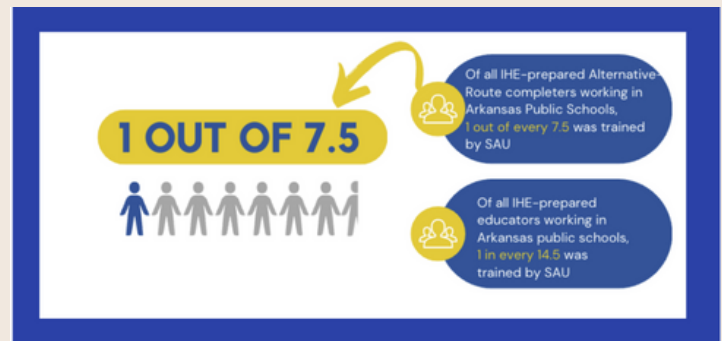 1 OUT OF 7.5
Of all IHE-prepared Alternative-
Route completers working in
Arkansas Public Schools,
1 out of every 7.5 was trained
by SAU
Of all IHE-prepared
educators working in
Arkansas public schools,
1 in every 14.5 was
trained by SAU